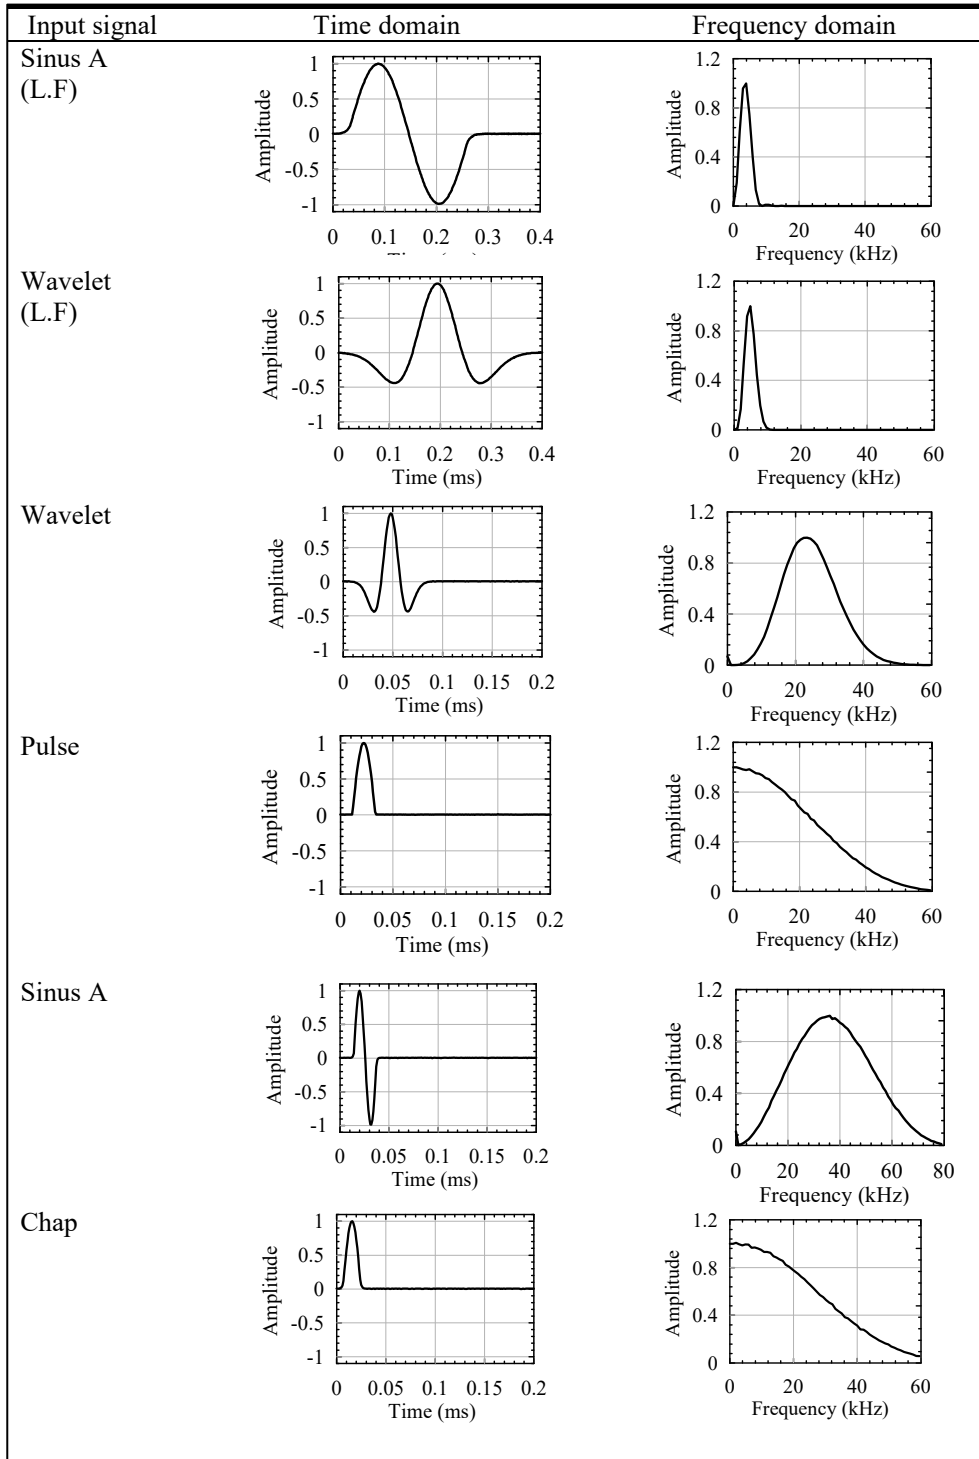 Input signal Time domain Frequency domain
Sinus A
(L.F)
Amplitude
1
0.5
0
-0.5
-1
0 0.1 0.2 0.3 0.4
Amplitude
1.2
0.8
0.4
0
0 20 40 60
Frequency (kHz)
Wavelet
(L.F)
Amplitude
1
0.5
0
-0.5
-1
0 0.1 0.2 0.3 0.4
Time (ms)
Amplitude
1.2
0.8
0.4
0
0 20 40 60
Frequency (kHz)
Wavelet
Amplitude
1
0.5
0
-0.5
-1
0 0.05 0.1 0.15 0.2
Time (ms)
Amplitude
1.2
0.8
0.4
0
0 20 40 60
Frequency (kHz)
Pulse
Amplitude
1
0.5
0
-0.5
-1
0 0.05 0.1 0.15 0.2
Time (ms)
Amplitude
1.2
0.8
0.4
0
0 20 40 60
Frequency (kHz)
Sinus A
Amplitude
1
0.5
0
-0.5
-1
0 0.05 0.1 0.15 0.2
Time (ms)
Amplitude
1.2
0.8
0.4
0
0 20 40 60 80
Frequency (kHz)
Chap
Amplitude
1
0.5
0
-0.5
-1
0 0.05 0.1 0.15 0.2
Time (ms)
Amplitude
1.2
0.8
0.4
0
0 20 40 60
Frequency (kHz)